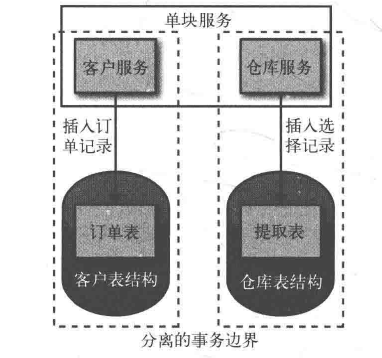 单块服务
客户服务
仓库服务
插入订
单记录
插入选
择记录
订单表
提取表
客户表结构
仓库表结构
分离的事务边界